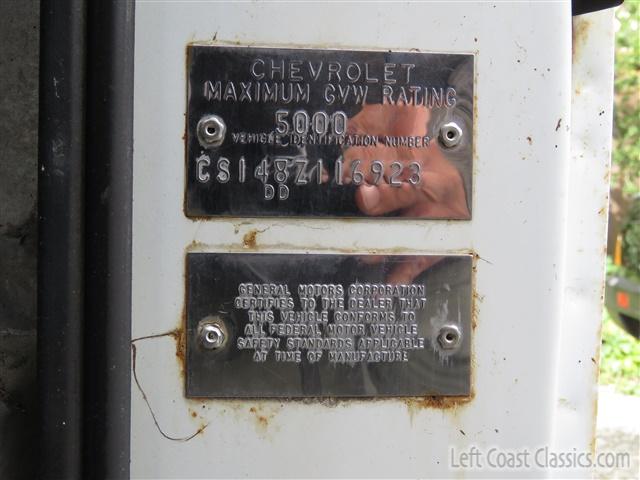 CHEVROLET
MAXIMUM GVW RATING
5000
VEHICLE IDENTIFICATION NUMBER
CS148Z116923
DD
GENERAL MOTORS CORPORATION
CERTIFIES TO THE DEALER THAT
THIS VEHICLE CONFORMS TO
ALL FEDERAL MOTOR VEHICLE
SAFETY STANDARDS APPLICABLE
AT TIME OF MANUFACTURE
Left Coast Classics.com